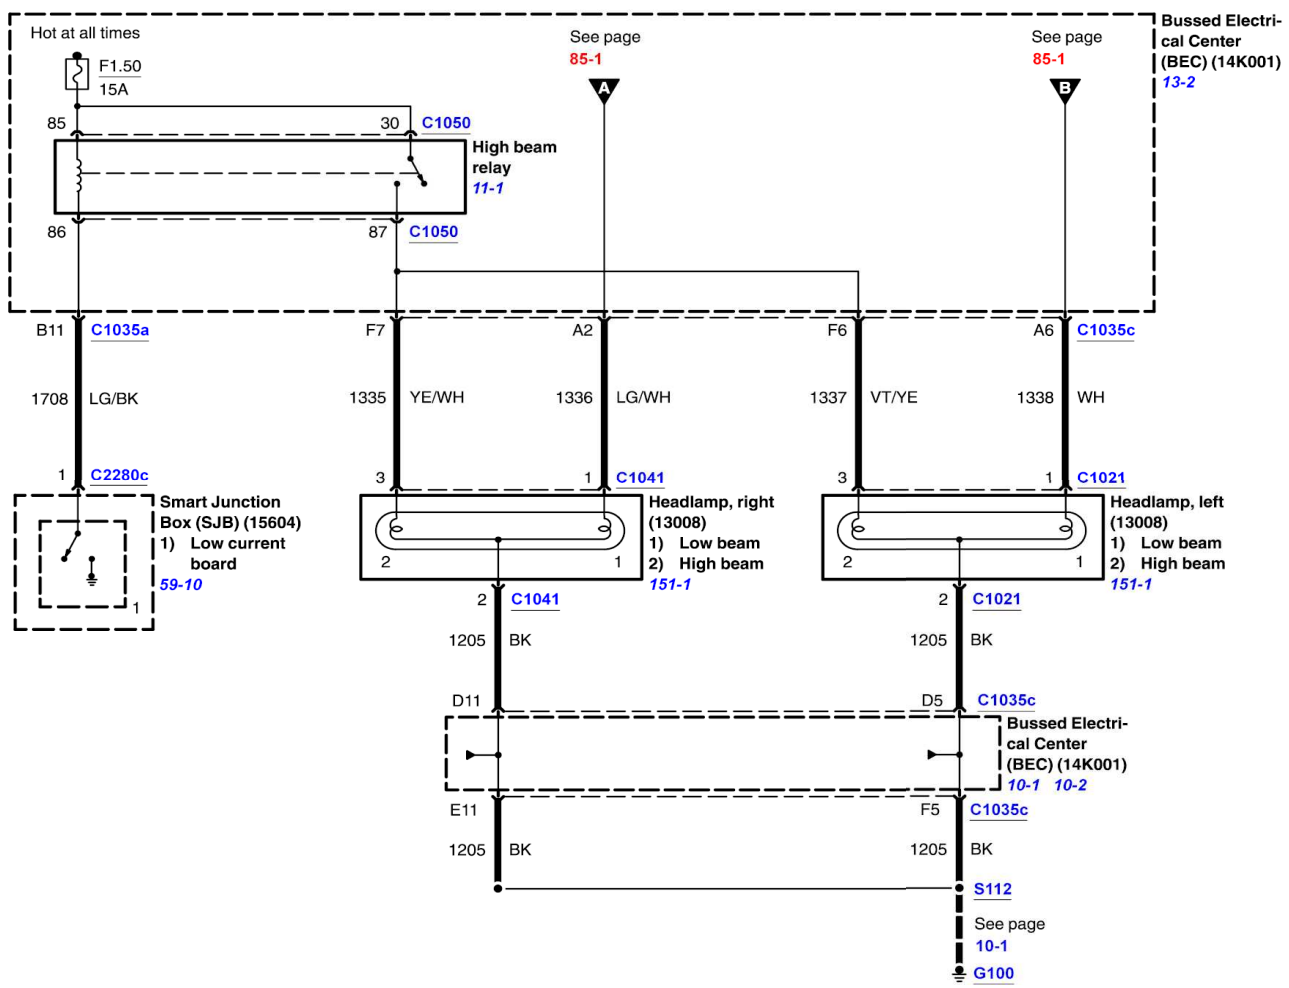 Hot at all times
F1.50
15A
See page
85-1
A
See page
85-1
B
Bussed Electri-
cal Center
(BEC) (14K001)
13-2
85
30
C1050
High beam
relay
11-1
86
87
C1050
B11
C1035a
F7
A2
F6
A6
C1035c
1708
LG/BK
1335
YE/WH
1336
LG/WH
1337
VT/YE
1338
WH
1
C2280c
3
1
C1041
3
1
C1021
Smart Junction
Box (SJB) (15604)
1) Low current
board
59-10
1
Headlamp, right
(13008)
1) Low beam
2) High beam
151-1
2
1
Headlamp, left
(13008)
1) Low beam
2) High beam
151-1
2
1
2
C1041
2
C1021
1205
BK
1205
BK
D11
D5
C1035c
Bussed Electri-
cal Center
(BEC) (14K001)
10-1 10-2
E11
F5
C1035c
1205
BK
1205
BK
S112
See page
10-1
G100